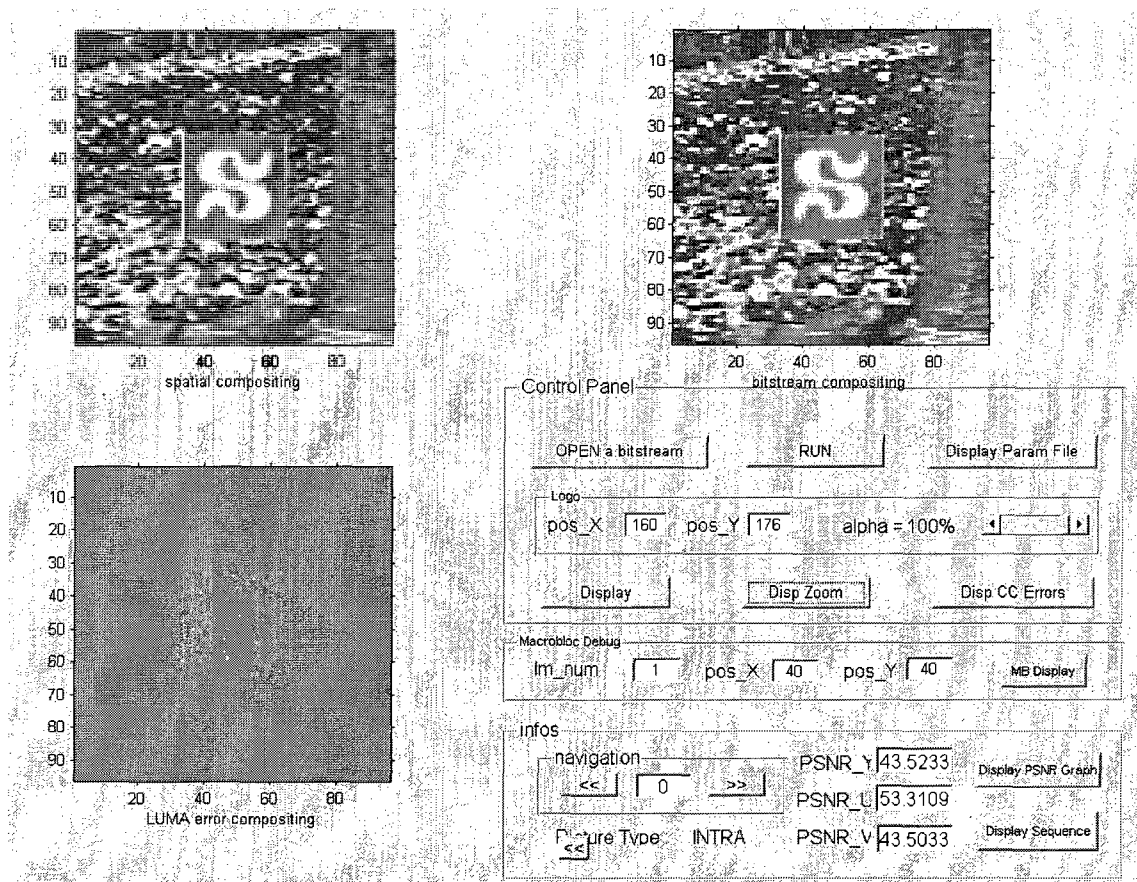 10
20
30
40
50
60
70
80
90
20 40 60 80
spatial compositing
10
20
30
40
50
60
70
80
90
20 40 60 80
bitstream compositing
Control Panel
OPEN a bitstream RUN Display Param File
Logo
pos_X 160 pos_Y 176 alpha = 100%
Display Disp Zoom Disp CC Errors
10
20
30
40
50
60
70
80
90
20 40 60 80
LUMA error compositing
Macrobloc Debug
Im_num 1 pos_X 40 pos_Y 40 MB Display
infos
navigation
<< 0 >>
PSNR_Y 43.5233
Display PSNR Graph
PSNR_U 53.3109
<< ure Type INTRA
PSNR_V 43.5033
Display Sequence